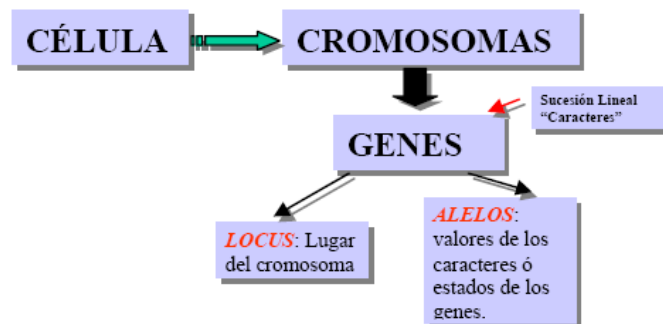 CÉLULA
CROMOSOMAS
Sucesión Lineal
“Caracteres”
GENES
LOCUS: Lugar
del cromosoma
ALELOS:
valores de los
caracteres ó
estados de los
genes.